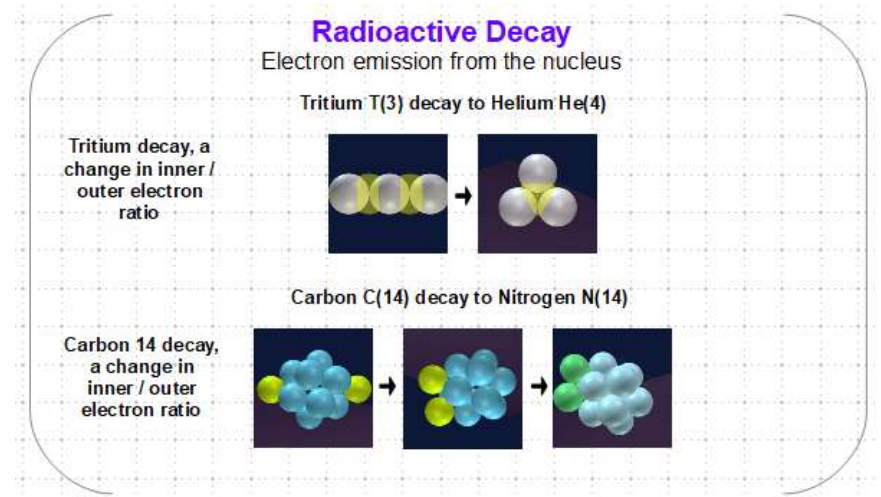 Radioactive Decay
Electron emission from the nucleus
Tritium T(3) decay to Helium He(4)
Tritium decay, a
change in inner /
outer electron
ratio
Carbon C(14) decay to Nitrogen N(14)
Carbon 14 decay,
a change in
inner / outer
electron ratio